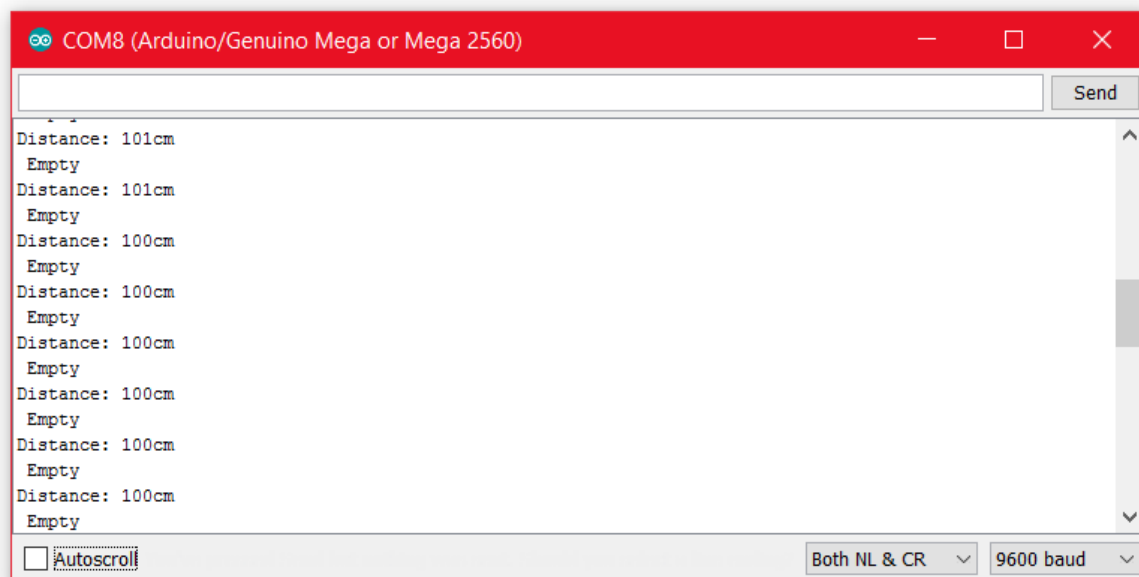 COM8 (Arduino/Genuino Mega or Mega 2560)
Send
Distance: 101cm
Empty
Distance: 101cm
Empty
Distance: 100cm
Empty
Distance: 100cm
Empty
Distance: 100cm
Empty
Distance: 100cm
Empty
Distance: 100cm
Empty
Distance: 100cm
Empty
Autoscroll
Both NL & CR
9600 baud